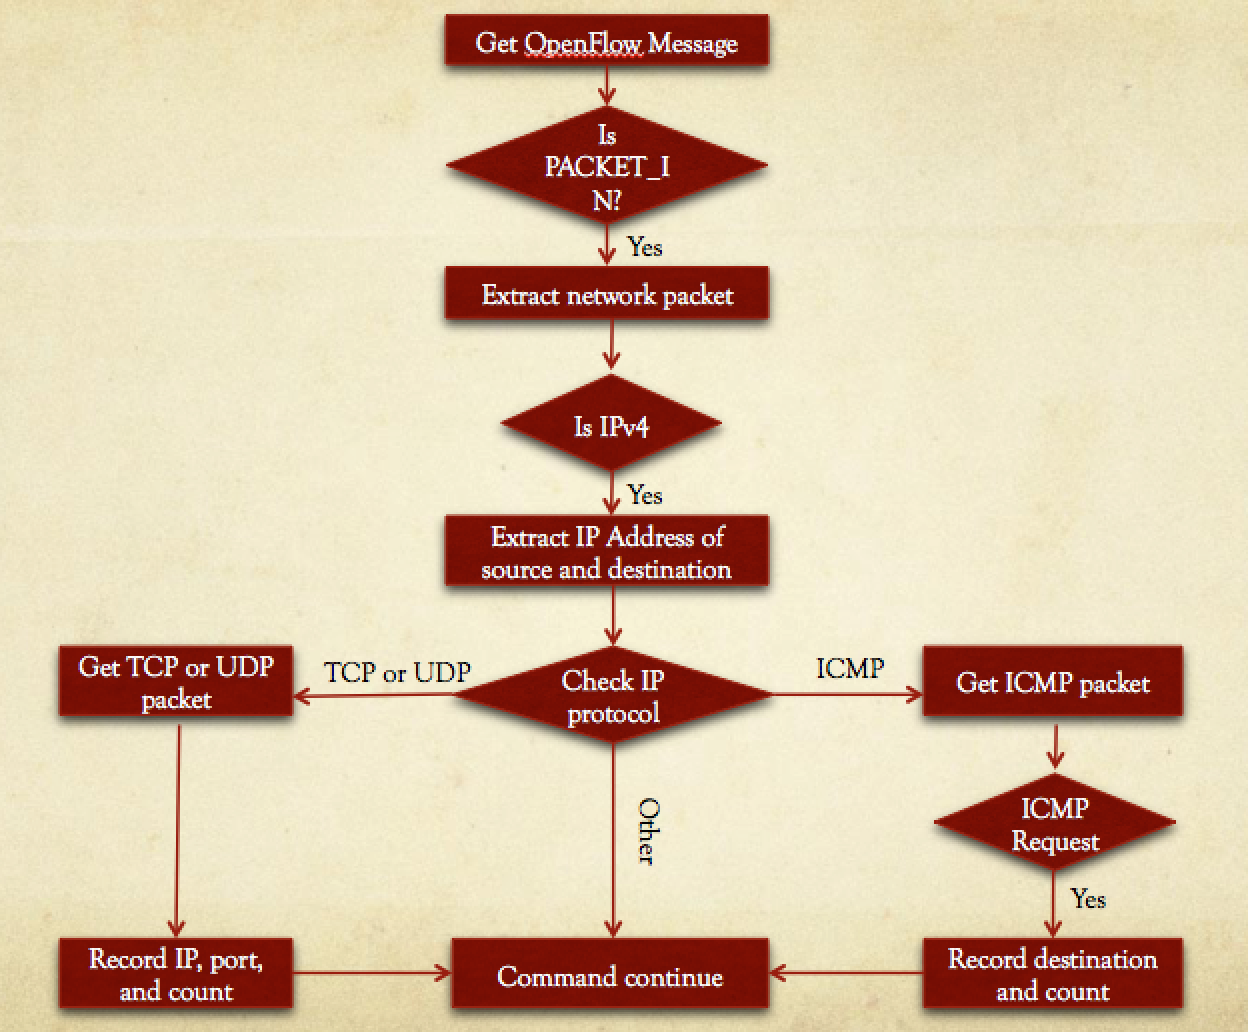 Get OpenFlow Message
Is
PACKET_I
N?
Yes
Extract network packet
Is IPv4
Yes
Extract IP Address of
source and destination
Get TCP or UDP
packet
TCP or UDP
Check IP
protocol
ICMP
Get ICMP packet
Other
ICMP
Request
Yes
Record IP, port,
and count
Command continue
Record destination
and count